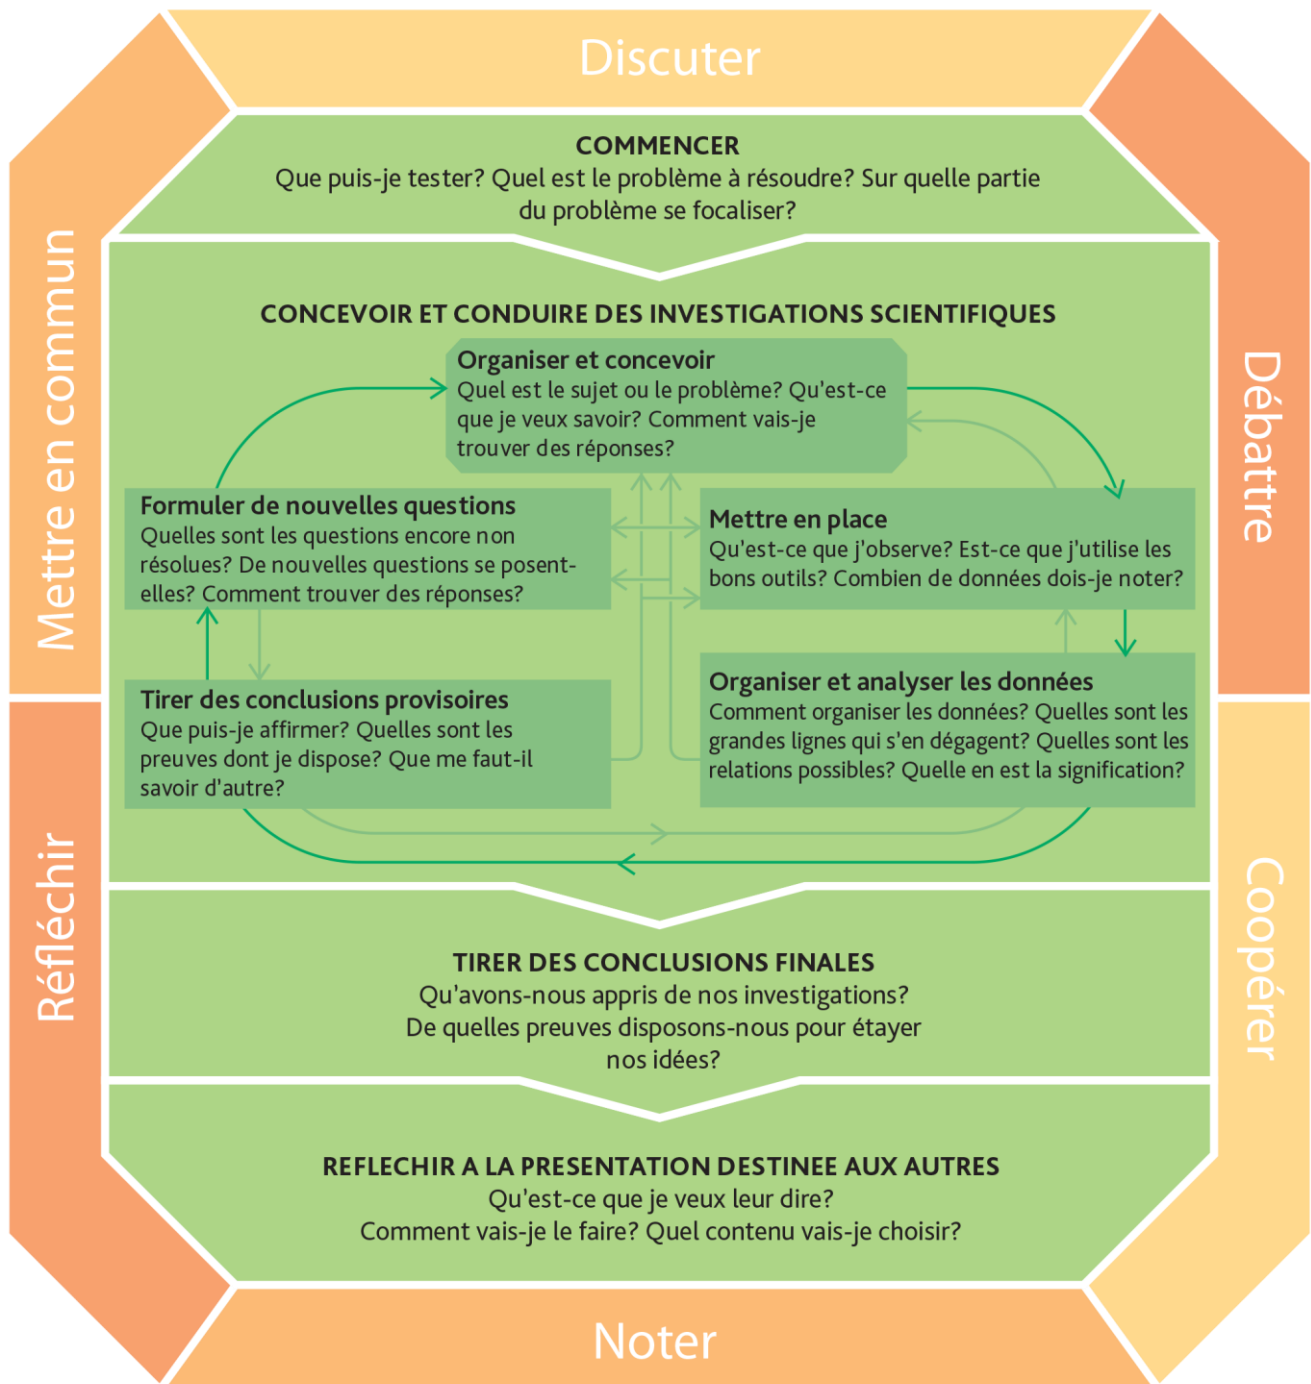 Discuter
COMMENCER
Que puis-je tester? Quel est le problème à résoudre? Sur quelle partie
du problème se focaliser?
Mettre en commun
Débattre
CONCEVOIR ET CONDUIRE DES INVESTIGATIONS SCIENTIFIQUES
Organiser et concevoir
Quel est le sujet ou le problème? Qu'est-ce
que je veux savoir? Comment vais-je
trouver des réponses?
Formuler de nouvelles questions
Quelles sont les questions encore non
résolues? De nouvelles questions se posent-
elles? Comment trouver des réponses?
Mettre en place
Qu'est-ce que j'observe? Est-ce que j'utilise les
bons outils? Combien de données dois-je noter?
Tirer des conclusions provisoires
Que puis-je affirmer? Quelles sont les
preuves dont je dispose? Que me faut-il
savoir d'autre?
Organiser et analyser les données
Comment organiser les données? Quelles sont les
grandes lignes qui s'en dégagent? Quelles sont les
relations possibles? Quelle en est la signification?
Réfléchir
Coopérer
TIRER DES CONCLUSIONS FINALES
Qu'avons-nous appris de nos investigations?
De quelles preuves disposons-nous pour étayer
nos idées?
REFLECHIR A LA PRESENTATION DESTINEE AUX AUTRES
Qu'est-ce que je veux leur dire?
Comment vais-je le faire? Quel contenu vais-je choisir?
Noter